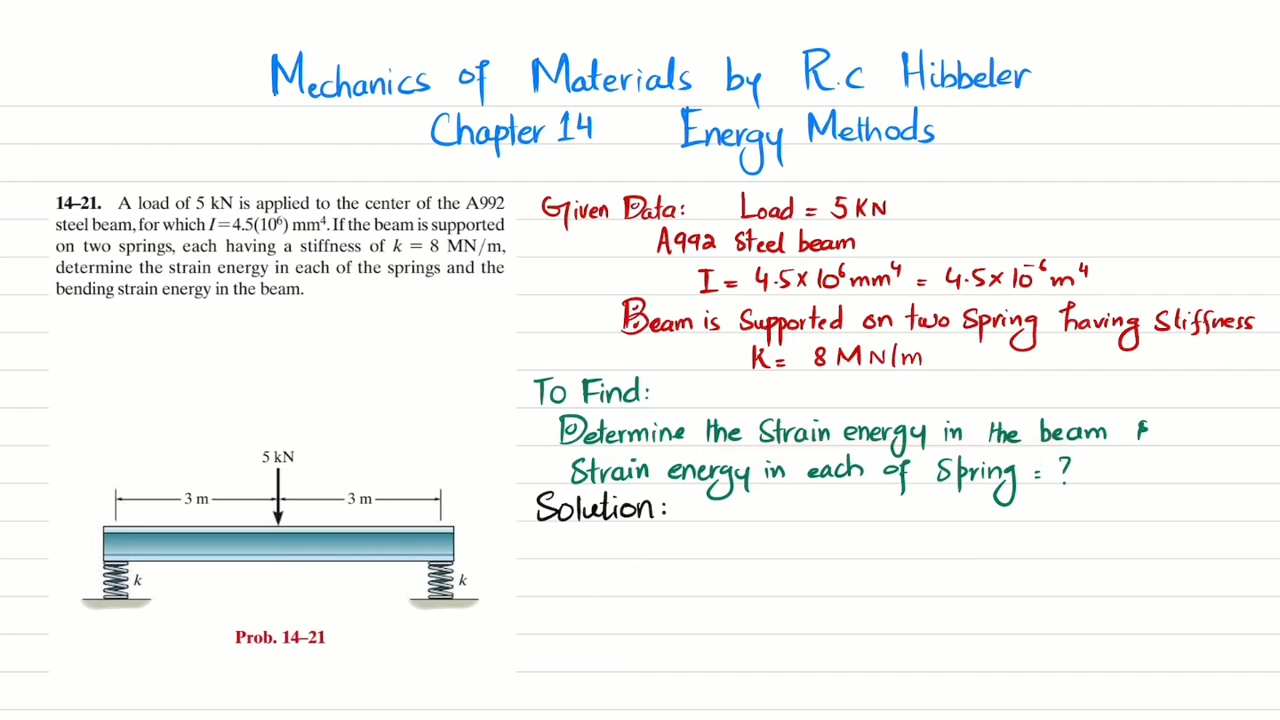 Mechanics of Materials by R.c Hibbeler
Chapter 14 Energy Methods
14–21. A load of 5 kN is applied to the center of the A992
steel beam, for which I=4.5(10⁶) mm⁴. If the beam is supported
on two springs, each having a stiffness of k = 8 MN/m,
determine the strain energy in each of the springs and the
bending strain energy in the beam.
5 kN
3 m
3 m
k
k
Prob. 14–21
Given Data: Load = 5 KN
A992 Steel beam
I = 4.5×10⁶mm⁴ = 4.5×10⁻⁶m⁴
Beam is Supported on two Spring having Stiffness
K= 8 MN/m
To Find:
Determine the Strain energy in the beam &
Strain energy in each of Spring = ?
Solution: